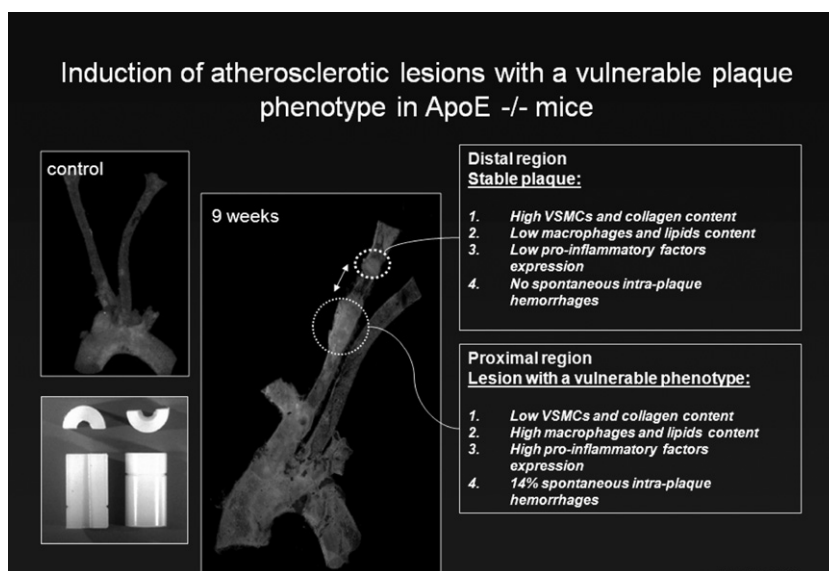 Induction of atherosclerotic lesions with a vulnerable plaque
phenotype in ApoE -/- mice
control
9 weeks
Distal region
Stable plaque:
1. High VSMCs and collagen content
2. Low macrophages and lipids content
3. Low pro-inflammatory factors
expression
4. No spontaneous intra-plaque
hemorrhages
Proximal region
Lesion with a vulnerable phenotype:
1. Low VSMCs and collagen content
2. High macrophages and lipids content
3. High pro-inflammatory factors
expression
4. 14% spontaneous intra-plaque
hemorrhages